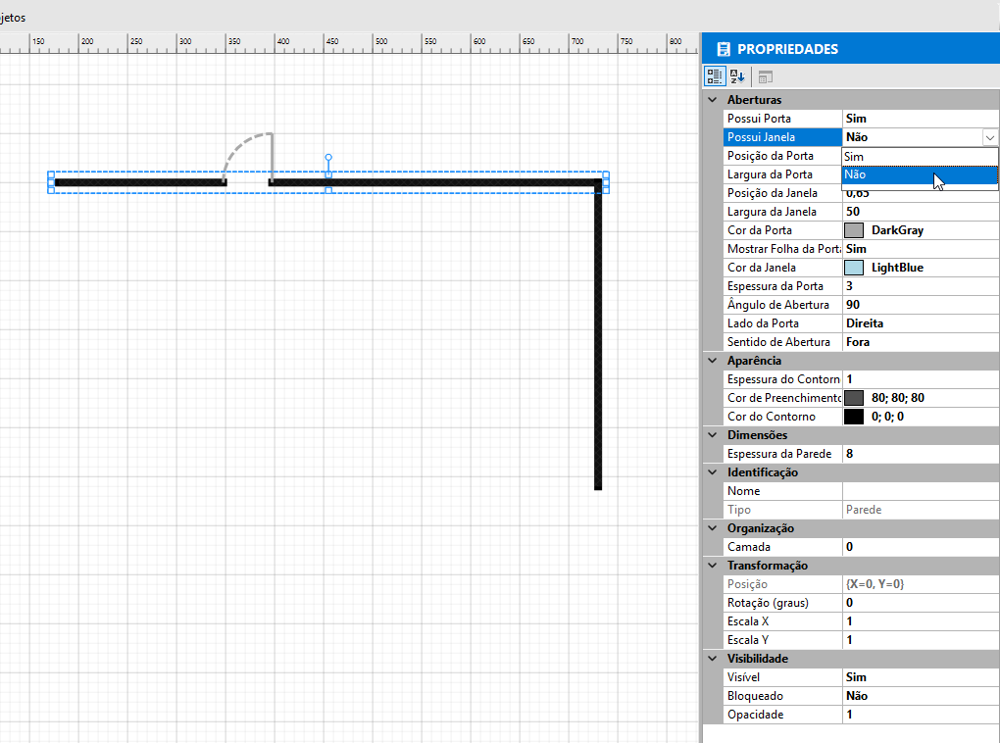 jetos
150 200 250 300 350 400 450 500 550 600 650 700 750 800
PROPRIEDADES
Aberturas
Possui Porta Sim
Possui Janela Não
Posição da Porta Sim
Largura da Porta Não
Posição da Janela 0,65
Largura da Janela 50
Cor da Porta DarkGray
Mostrar Folha da Porta Sim
Cor da Janela LightBlue
Espessura da Porta 3
Ângulo de Abertura 90
Lado da Porta Direita
Sentido de Abertura Fora
Aparência
Espessura do Contorn 1
Cor de Preenchimento 80; 80; 80
Cor do Contorno 0; 0; 0
Dimensões
Espessura da Parede 8
Identificação
Nome
Tipo Parede
Organização
Camada 0
Transformação
Posição {X=0, Y=0}
Rotação (graus) 0
Escala X 1
Escala Y 1
Visibilidade
Visível Sim
Bloqueado Não
Opacidade 1